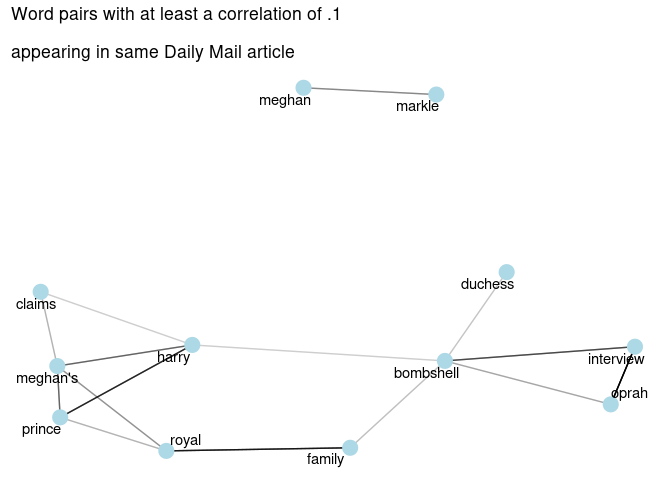 Word pairs with at least a correlation of .1
appearing in same Daily Mail article
meghan
markle
duchess
claims
harry
interview
bombshell
meghan's
oprah
prince
royal
family